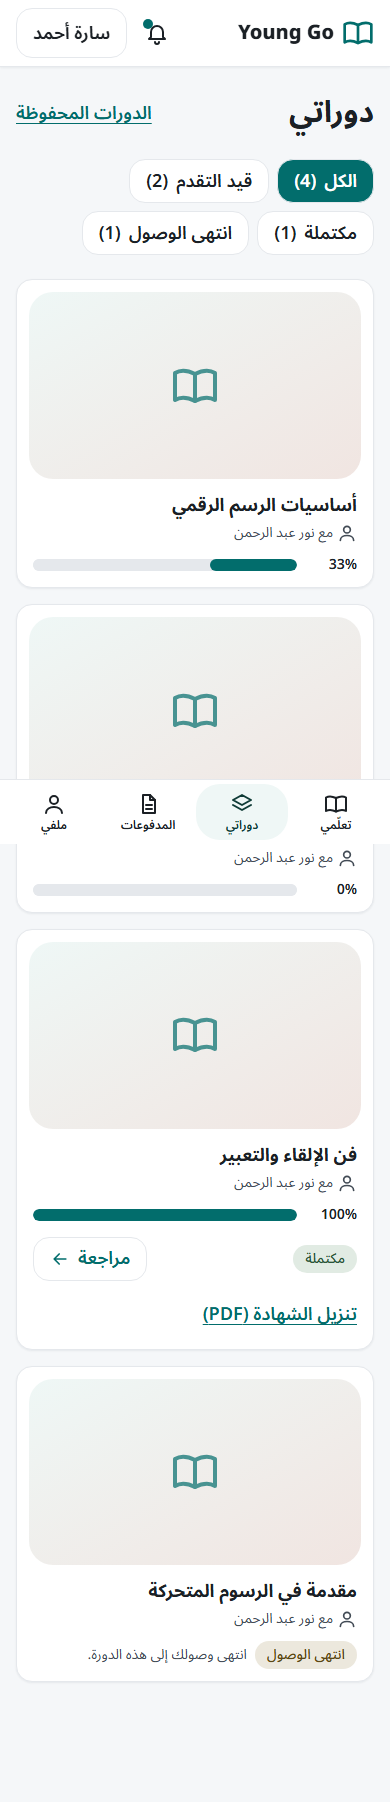 Young Go
سارة أحمد
دوراتي
الدورات المحفوظة
الكل (4)
قيد التقدم (2)
مكتملة (1)
انتهى الوصول (1)
أساسيات الرسم الرقمي
مع نور عبد الرحمن
33%
تعلّمي
دوراتي
المدفوعات
ملفي
مع نور عبد الرحمن
0%
فن الإلقاء والتعبير
مع نور عبد الرحمن
100%
مكتملة
مراجعة ←
تنزيل الشهادة (PDF)
مقدمة في الرسوم المتحركة
مع نور عبد الرحمن
انتهى الوصول
انتهى وصولك إلى هذه الدورة.